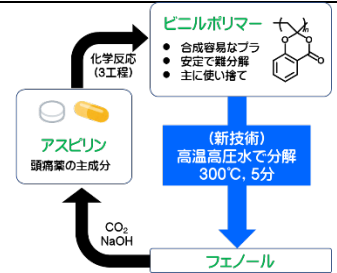 ビニルポリマー
● 合成容易なプラ
● 安定で難分解
● 主に使い捨て
n
O
O
O
化学反応
(3工程)
アスピリン
頭痛薬の主成分
(新技術)
高温高圧水で分解
300℃, 5分
CO₂
NaOH
フェノール